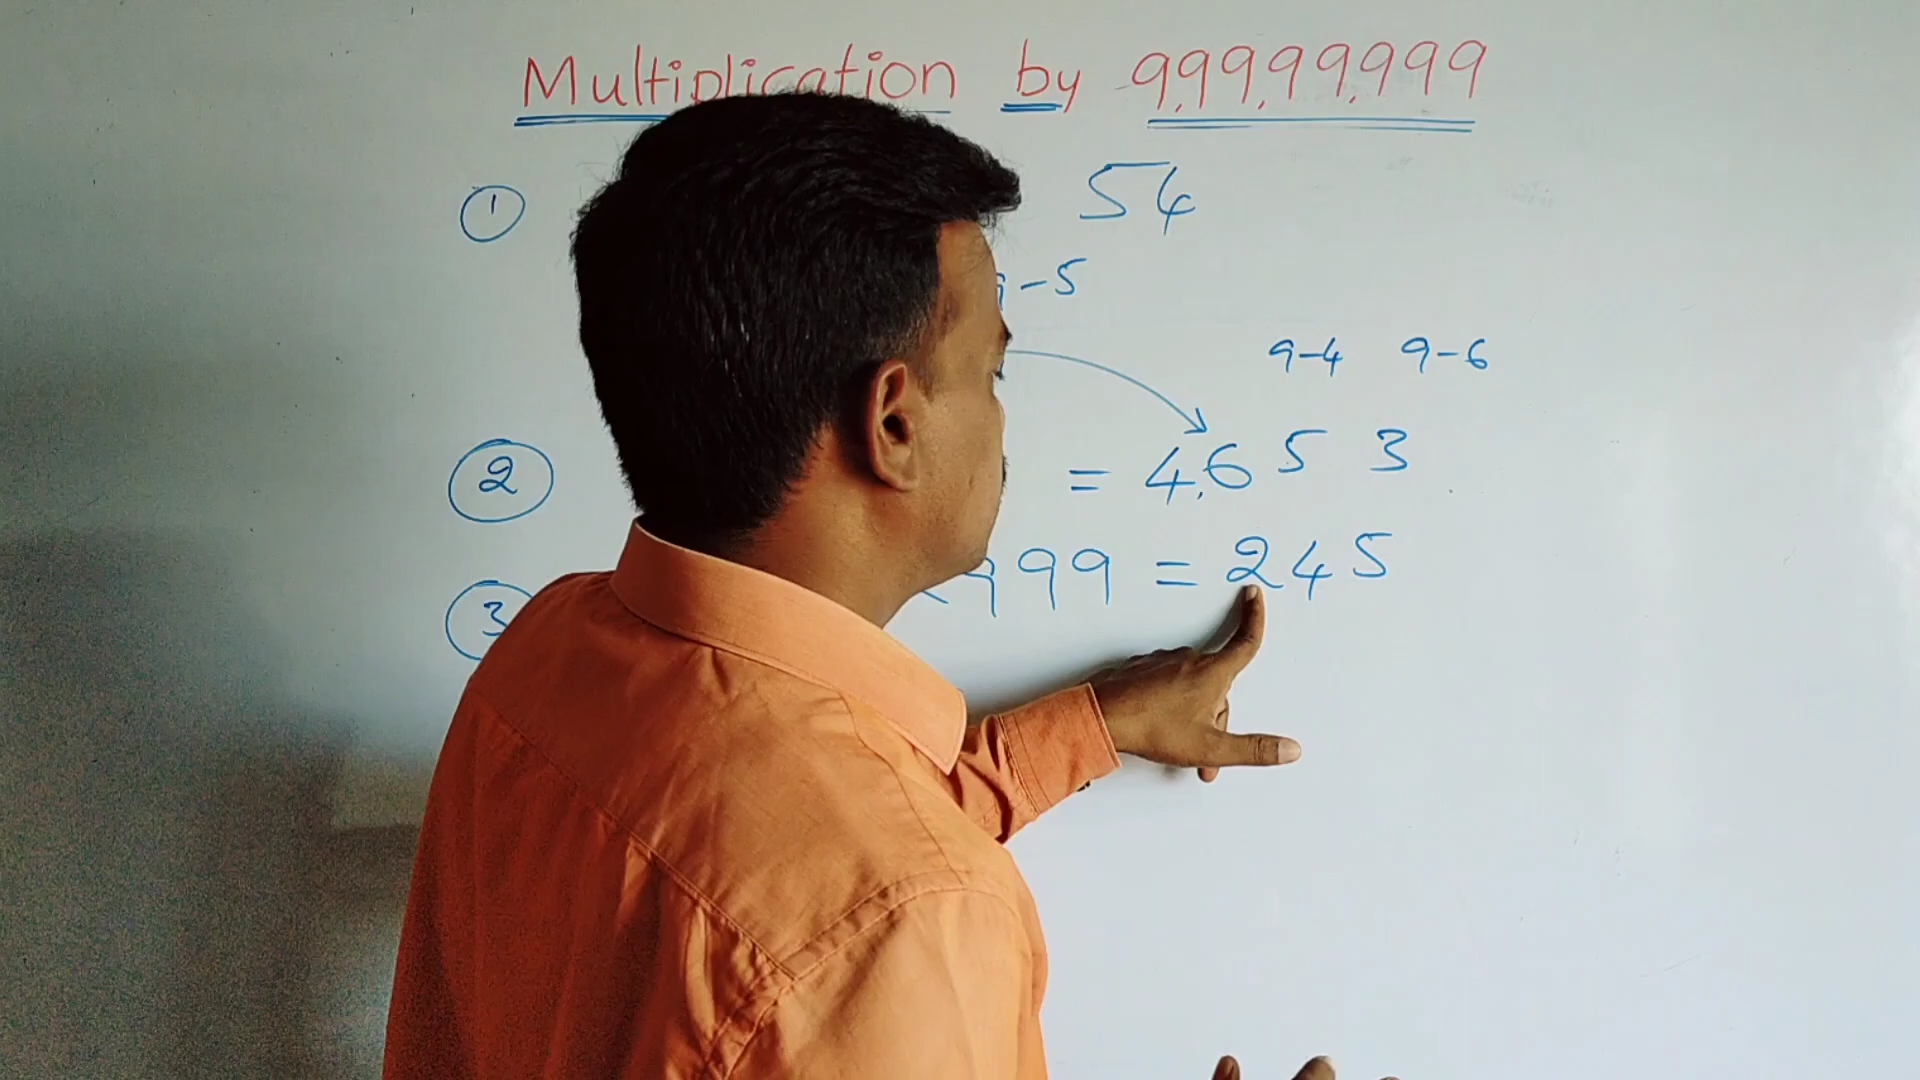 Multiplication by 9,99,99,999
① 54
9-5
9-4 9-6
② = 4,6 5 3
③ 999 = 245